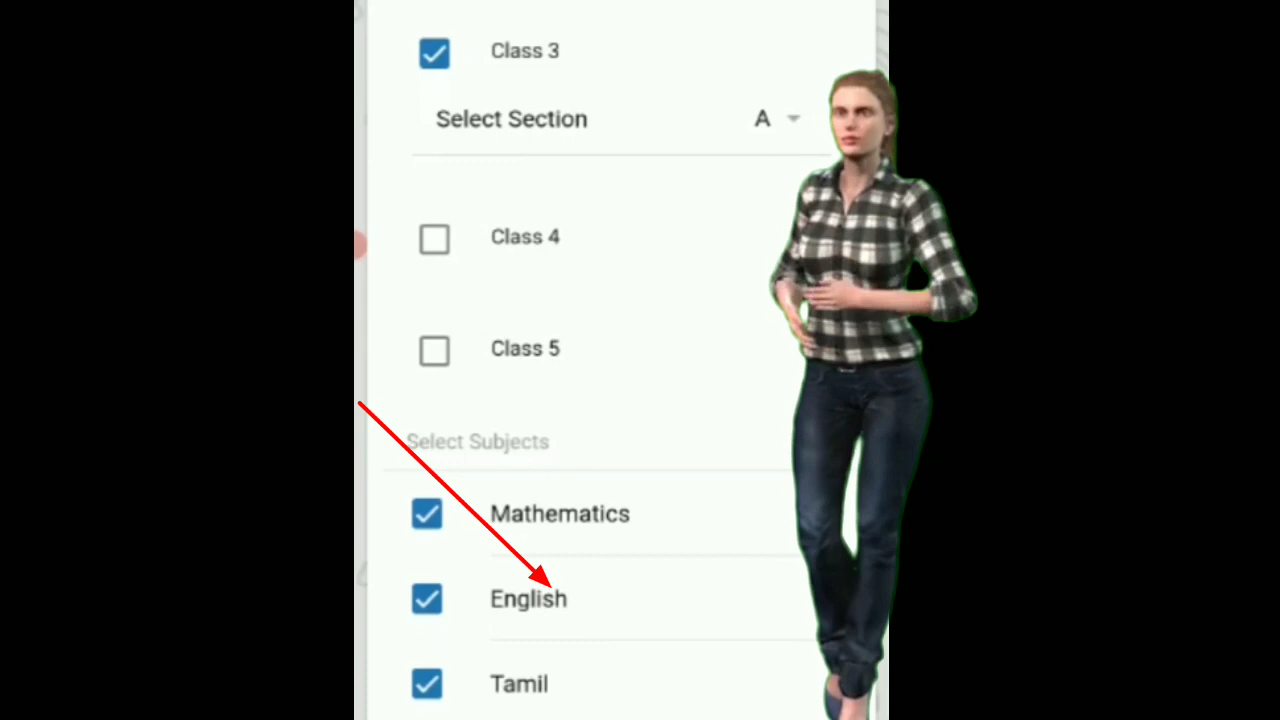 Class 3
Select Section A
Class 4
Class 5
Select Subjects
Mathematics
English
Tamil